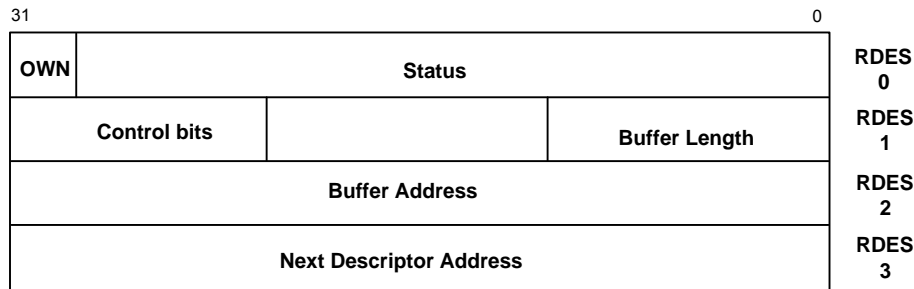 31 0
OWN Status RDES
0
Control bits Buffer Length RDES
1
Buffer Address RDES
2
Next Descriptor Address RDES
3